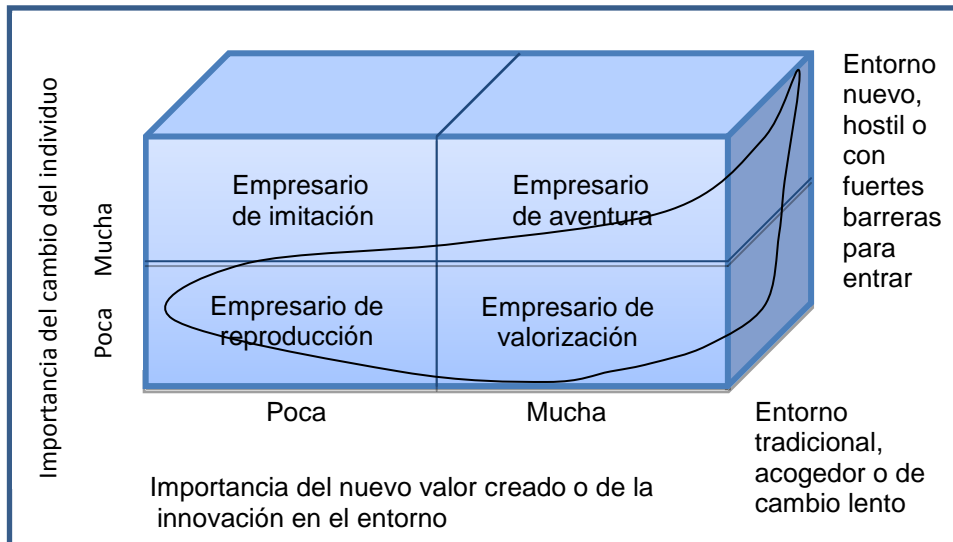 Importancia del cambio del individuo
Poca    Mucha
Empresario
de imitación
Empresario
de aventura
Empresario de
reproducción
Empresario de
valorización
Entorno
nuevo,
hostil o
con
fuertes
barreras
para
entrar
Poca
Mucha
Entorno
tradicional,
acogedor o de
cambio lento
Importancia del nuevo valor creado o de la
innovación en el entorno